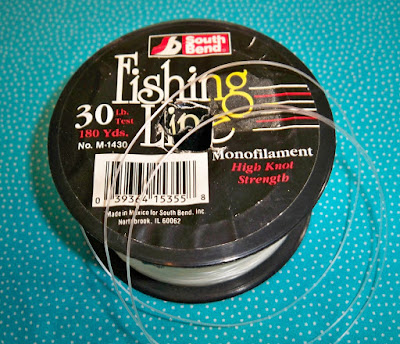 South
Bend
Fishing
Line
30 Lb.
Test
180 Yds.
No. M-1430
Monofilament
High Knot
Strength
0 39364 15355 8
Made in Mexico for South Bend, Inc.
Northbrook, IL 60062